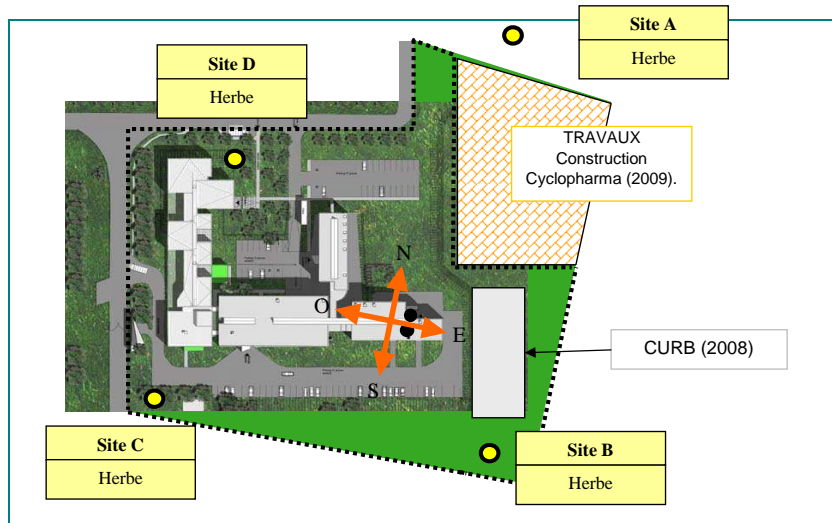 Site A
Herbe
Site D
Herbe
TRAVAUX
Construction
Cyclopharma (2009).
N
O
E
S
CURB (2008)
Site C
Herbe
Site B
Herbe